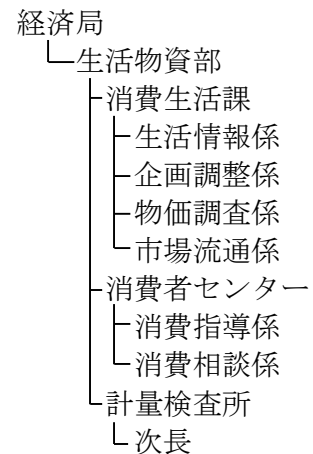 経済局
生活物資部
消費生活課
生活情報係
企画調整係
物価調査係
市場流通係
消費者センター
消費指導係
消費相談係
計量検査所
次長